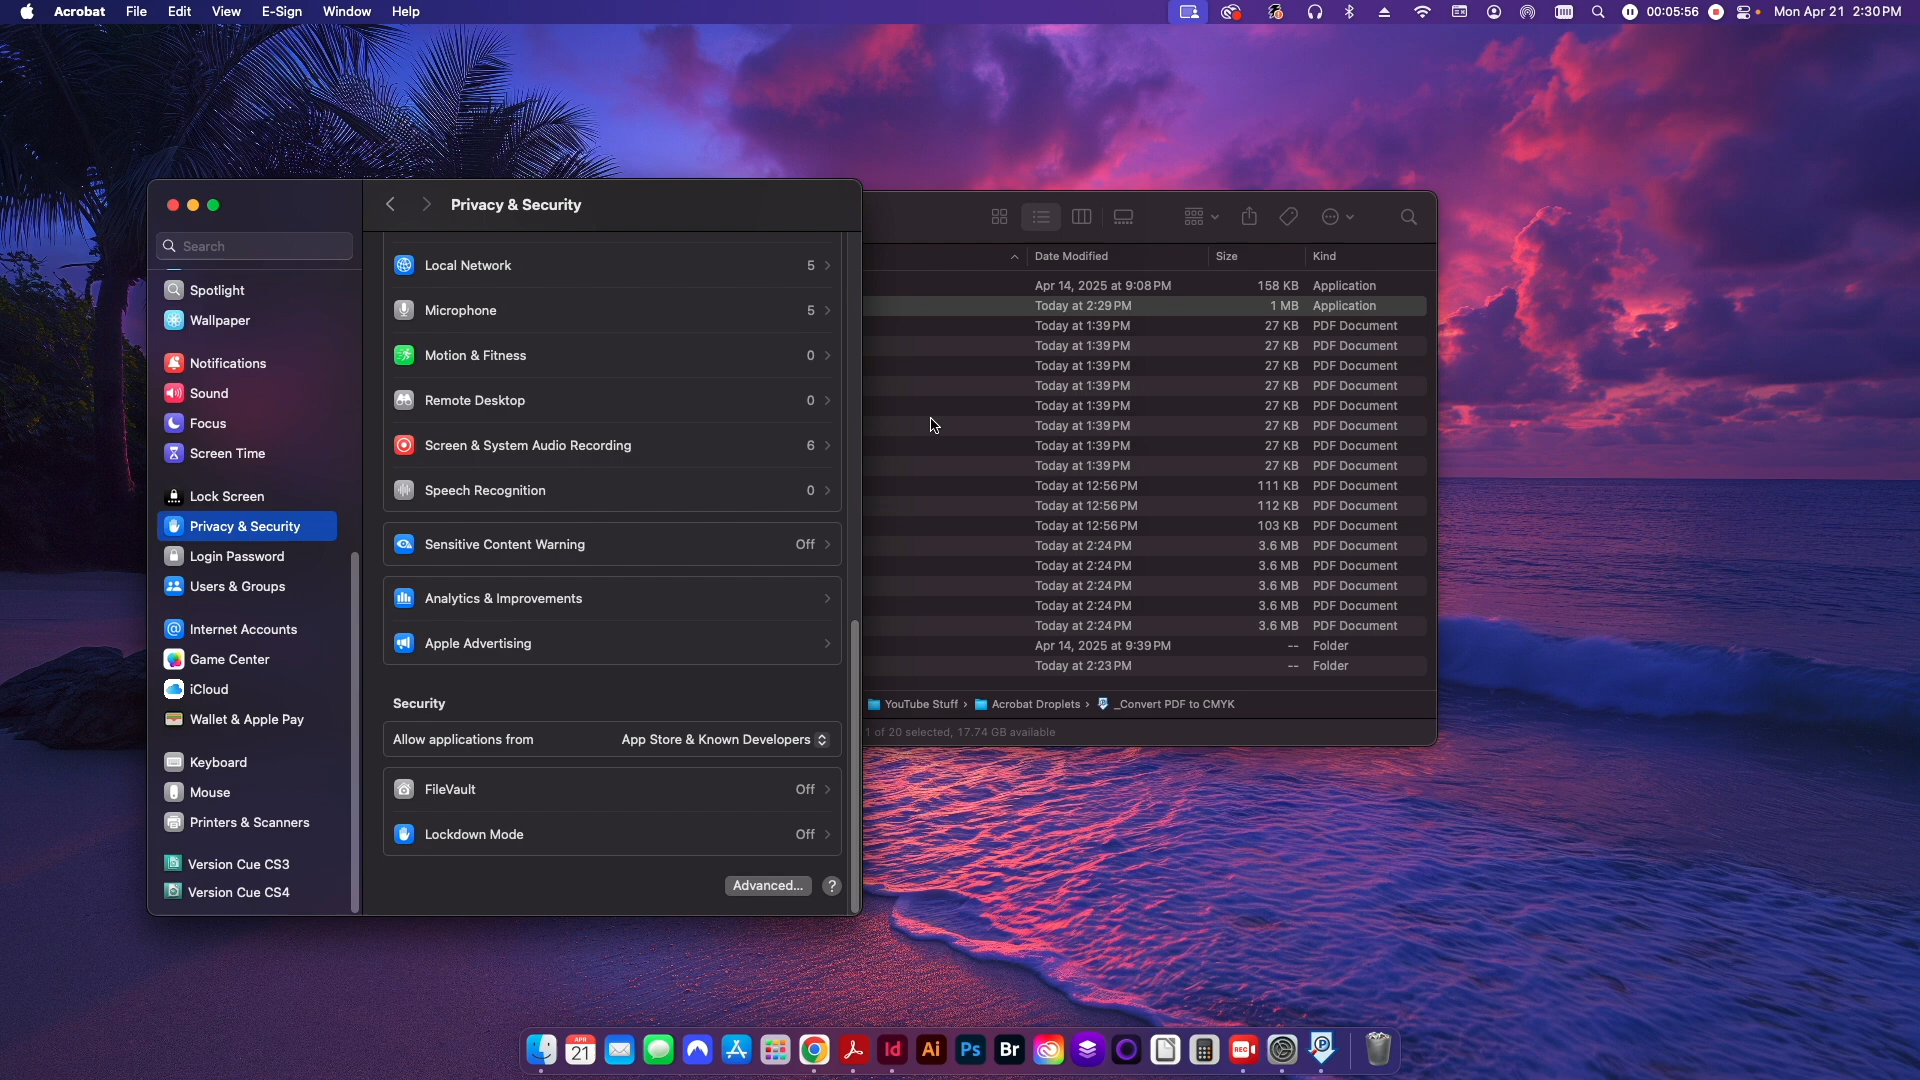 Acrobat File Edit View E-Sign Window Help 00:05:56 Mon Apr 21 2:30 PM
Privacy & Security
Search
Spotlight
Wallpaper
Notifications
Sound
Focus
Screen Time
Lock Screen
Privacy & Security
Login Password
Users & Groups
Internet Accounts
Game Center
iCloud
Wallet & Apple Pay
Keyboard
Mouse
Printers & Scanners
Version Cue CS3
Version Cue CS4
Local Network 5
Microphone 5
Motion & Fitness 0
Remote Desktop 0
Screen & System Audio Recording 6
Speech Recognition 0
Sensitive Content Warning Off
Analytics & Improvements
Apple Advertising
Security
Allow applications from App Store & Known Developers
FileVault Off
Lockdown Mode Off
Advanced... ?
Date Modified Size Kind
Apr 14, 2025 at 9:08 PM 158 KB Application
Today at 2:29 PM 1 MB Application
Today at 1:39 PM 27 KB PDF Document
Today at 1:39 PM 27 KB PDF Document
Today at 1:39 PM 27 KB PDF Document
Today at 1:39 PM 27 KB PDF Document
Today at 1:39 PM 27 KB PDF Document
Today at 1:39 PM 27 KB PDF Document
Today at 1:39 PM 27 KB PDF Document
Today at 1:39 PM 27 KB PDF Document
Today at 12:56 PM 111 KB PDF Document
Today at 12:56 PM 112 KB PDF Document
Today at 12:56 PM 103 KB PDF Document
Today at 2:24 PM 3.6 MB PDF Document
Today at 2:24 PM 3.6 MB PDF Document
Today at 2:24 PM 3.6 MB PDF Document
Today at 2:24 PM 3.6 MB PDF Document
Today at 2:24 PM 3.6 MB PDF Document
Apr 14, 2025 at 9:39 PM -- Folder
Today at 2:23 PM -- Folder
YouTube Stuff › Acrobat Droplets › _Convert PDF to CMYK
1 of 20 selected, 17.74 GB available
APR
21 Id Ai Ps Br REC P